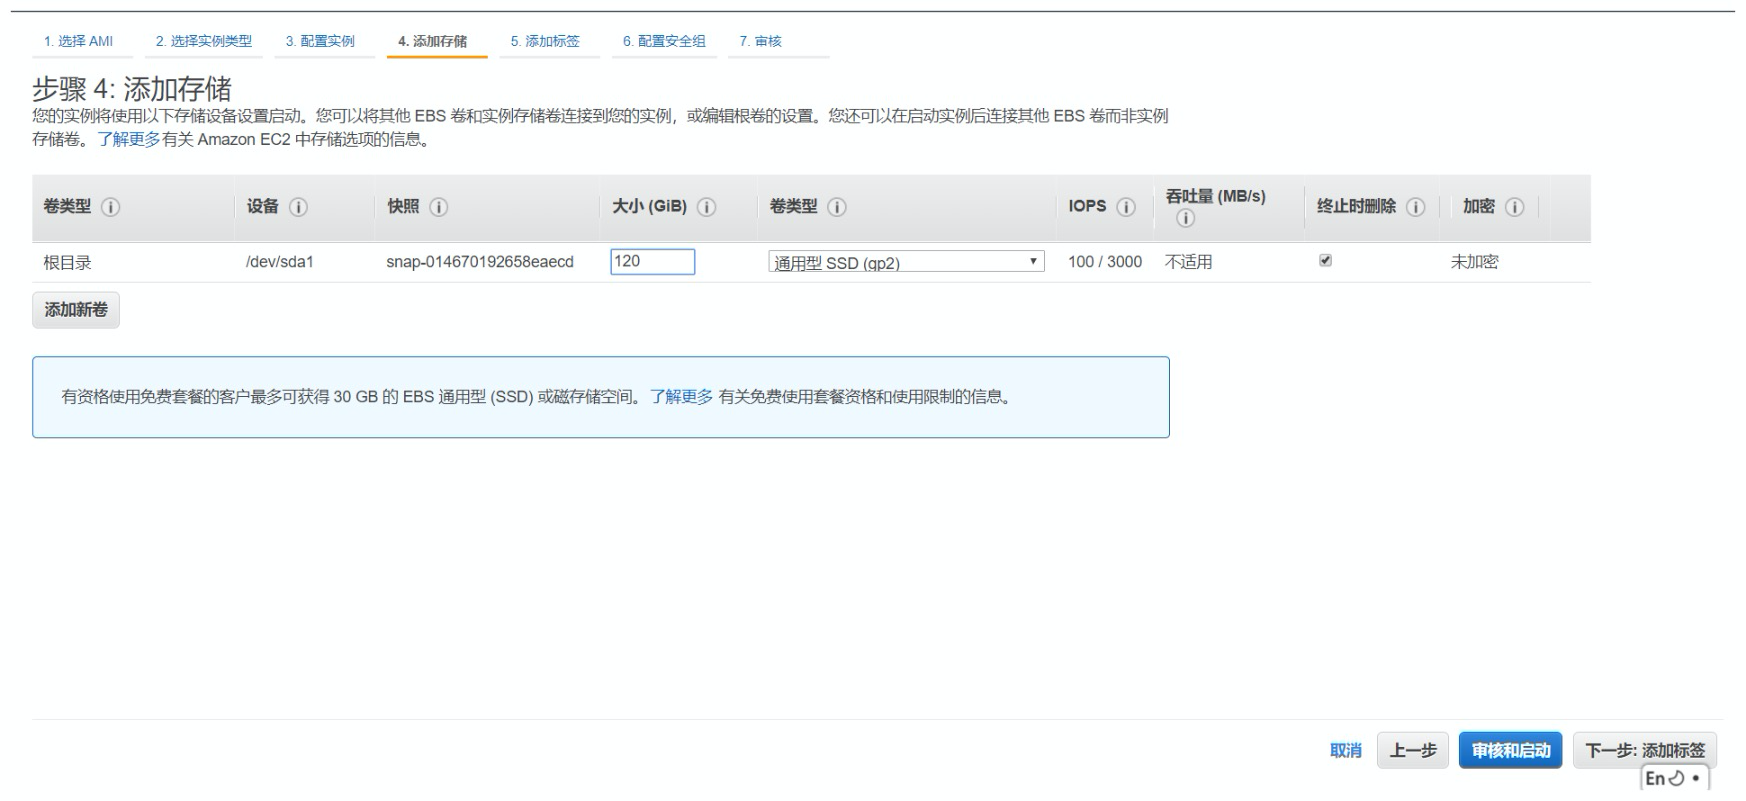 1. 选择 AMI 2. 选择实例类型 3. 配置实例 4. 添加存储 5. 添加标签 6. 配置安全组 7. 审核
步骤 4: 添加存储
您的实例将使用以下存储设备设置启动。您可以将其他 EBS 卷和实例存储卷连接到您的实例，或编辑根卷的设置。您还可以在启动实例后连接其他 EBS 卷而非实例
存储卷。 了解更多有关 Amazon EC2 中存储选项的信息。
卷类型 设备 快照 大小 (GiB) 卷类型 IOPS 吞吐量 (MB/s) 终止时删除 加密
根目录 /dev/sda1 snap-014670192658eaecd 120 通用型 SSD (gp2) 100 / 3000 不适用 未加密
添加新卷
有资格使用免费套餐的客户最多可获得 30 GB 的 EBS 通用型 (SSD) 或磁存储空间。 了解更多 有关免费使用套餐资格和使用限制的信息。
取消 上一步 审核和启动 下一步: 添加标签
En